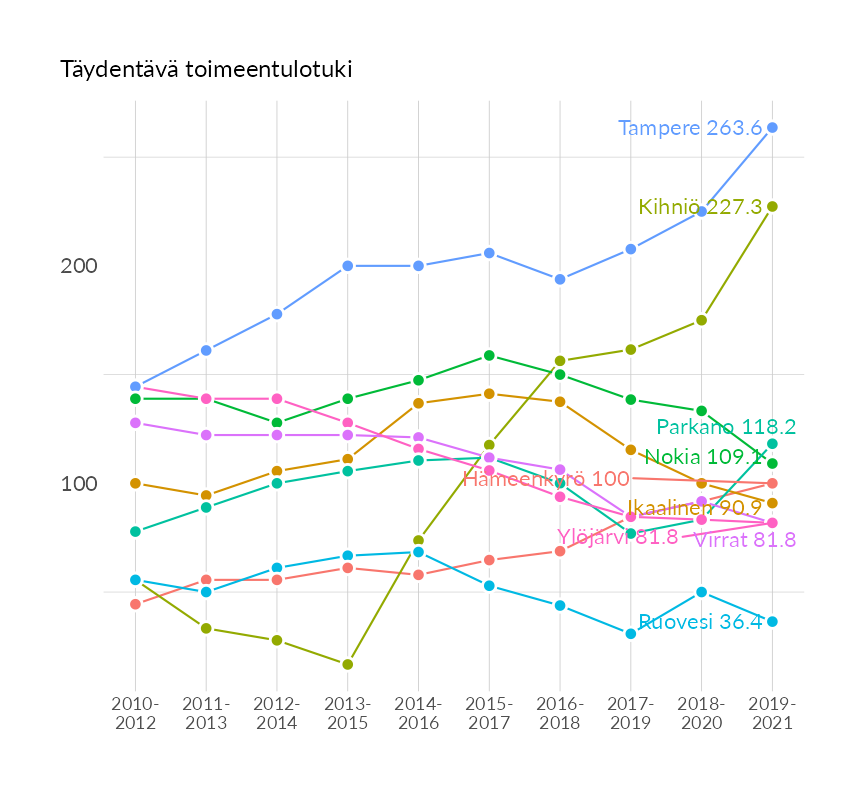 Täydentävä toimeentulotuki
Tampere 263.6
Kihniö 227.3
200
Parkano 118.2
Nokia 109.1
Hämeenkyrö 100
100
Ikaalinen 90.9
Ylöjärvi 81.8
Virrat 81.8
Ruovesi 36.4
2010-
2012
2011-
2013
2012-
2014
2013-
2015
2014-
2016
2015-
2017
2016-
2018
2017-
2019
2018-
2020
2019-
2021